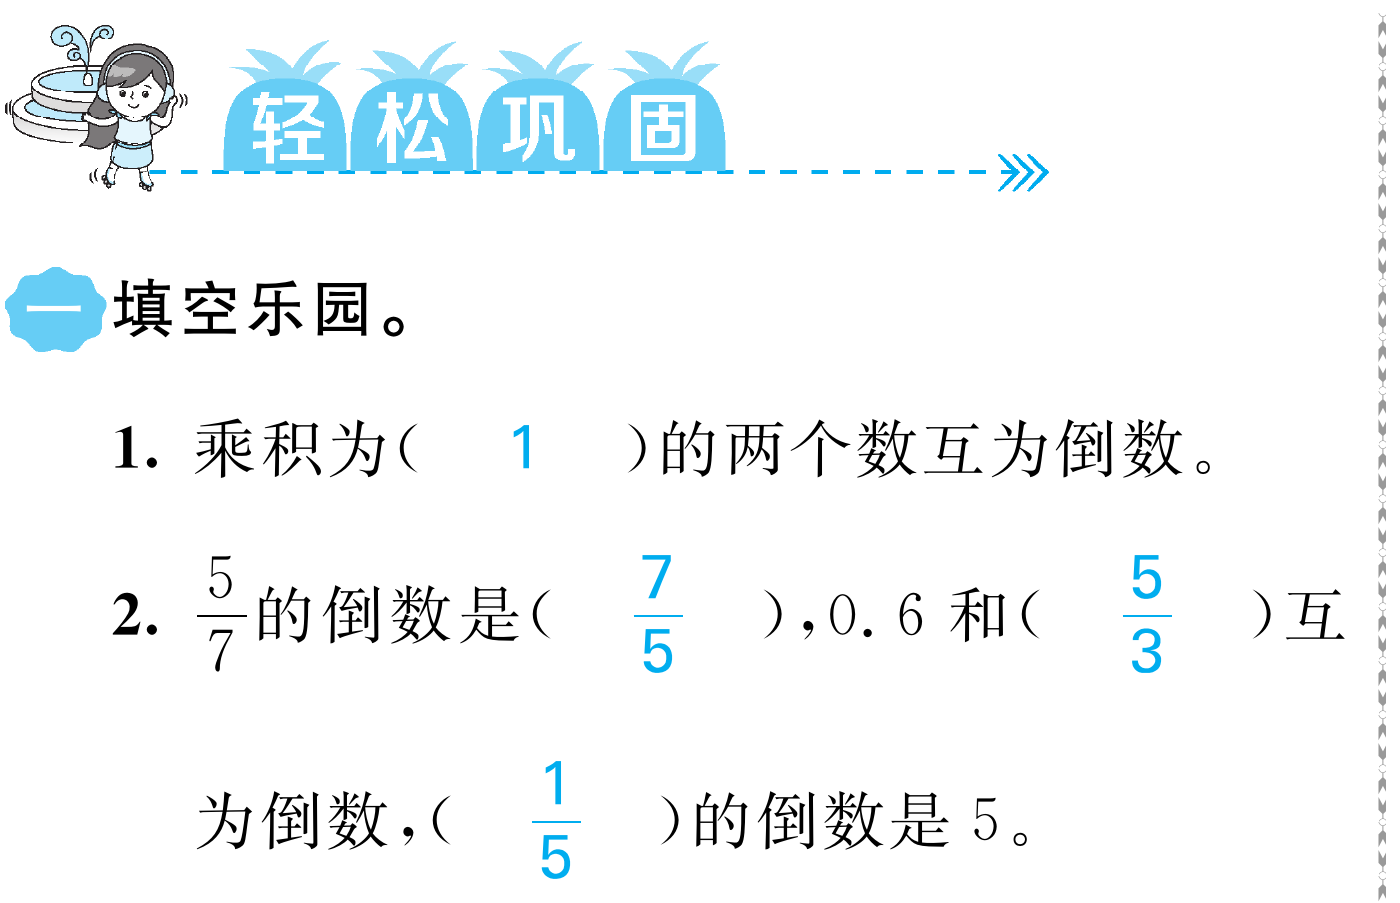 轻松巩固
一 填空乐园。
1. 乘积为( 1 )的两个数互为倒数。
2. 5/7的倒数是( 7/5 ),0.6 和( 5/3 )互
为倒数,( 1/5 )的倒数是 5。